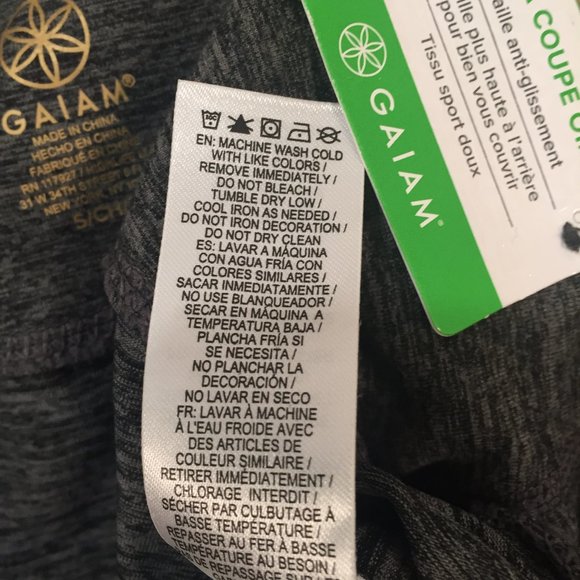 GAIAM®
MADE IN CHINA
HECHO EN CHINA
FABRIQUÉ EN
RN 117927 /
31 W 34TH STREET
NEW YORK,
S/CH
EN: MACHINE WASH COLD
WITH LIKE COLORS /
REMOVE IMMEDIATELY /
DO NOT BLEACH /
TUMBLE DRY LOW /
COOL IRON AS NEEDED /
DO NOT IRON DECORATION /
DO NOT DRY CLEAN
ES: LAVAR A MÁQUINA
CON AGUA FRÍA CON
COLORES SIMILARES /
SACAR INMEDIATAMENTE /
NO USE BLANQUEADOR /
SECAR EN MÁQUINA A
TEMPERATURA BAJA /
PLANCHA FRÍA SI
SE NECESITA /
NO PLANCHAR LA
DECORACIÓN /
NO LAVAR EN SECO
FR: LAVAR À MACHINE
À L'EAU FROIDE AVEC
DES ARTICLES DE
COULEUR SIMILAIRE /
RETIRER IMMÉDIATEMENT /
CHLORAGE INTERDIT /
SÉCHER PAR CULBUTAGE À
BASSE TEMPÉRATURE /
REPASSER AU FER À BASSE
TEMPÉRATURE AU BESOIN /
GAIAM®
COUPE
taille anti-glissement
taille plus haute à l'arrière
pour bien vous couvrir
Tissu sport doux